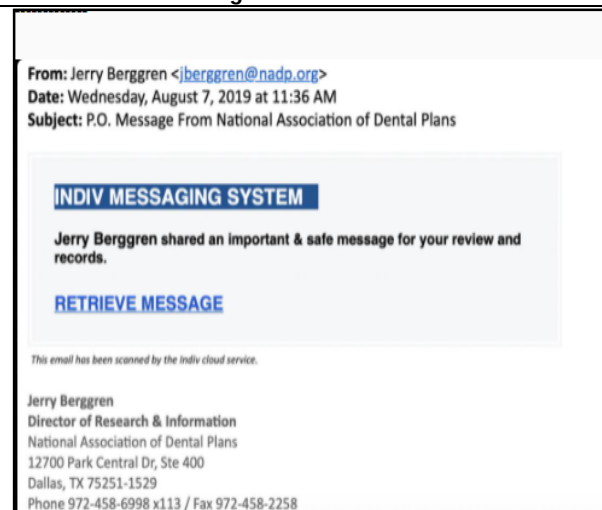 From: Jerry Berggren <jberggren@nadp.org>
Date: Wednesday, August 7, 2019 at 11:36 AM
Subject: P.O. Message From National Association of Dental Plans
INDIV MESSAGING SYSTEM
Jerry Berggren shared an important & safe message for your review and
records.
RETRIEVE MESSAGE
This email has been scanned by the Indiv cloud service.
Jerry Berggren
Director of Research & Information
National Association of Dental Plans
12700 Park Central Dr, Ste 400
Dallas, TX 75251-1529
Phone 972-458-6998 x113 / Fax 972-458-2258